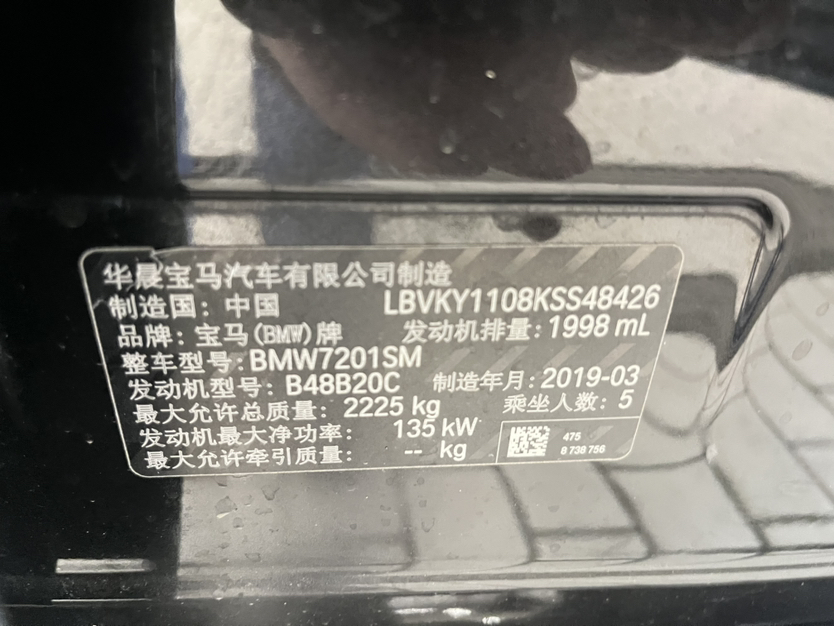 华晨宝马汽车有限公司制造
制造国：中国 LBVKY1108KSS48426
品牌：宝马(BMW)牌 发动机排量：1998 mL
整车型号：BMW7201SM
发动机型号：B48B20C 制造年月：2019-03
最大允许总质量：2225 kg 乘坐人数：5
发动机最大净功率：135 kW
最大允许牵引质量：-- kg
475
8 738 756